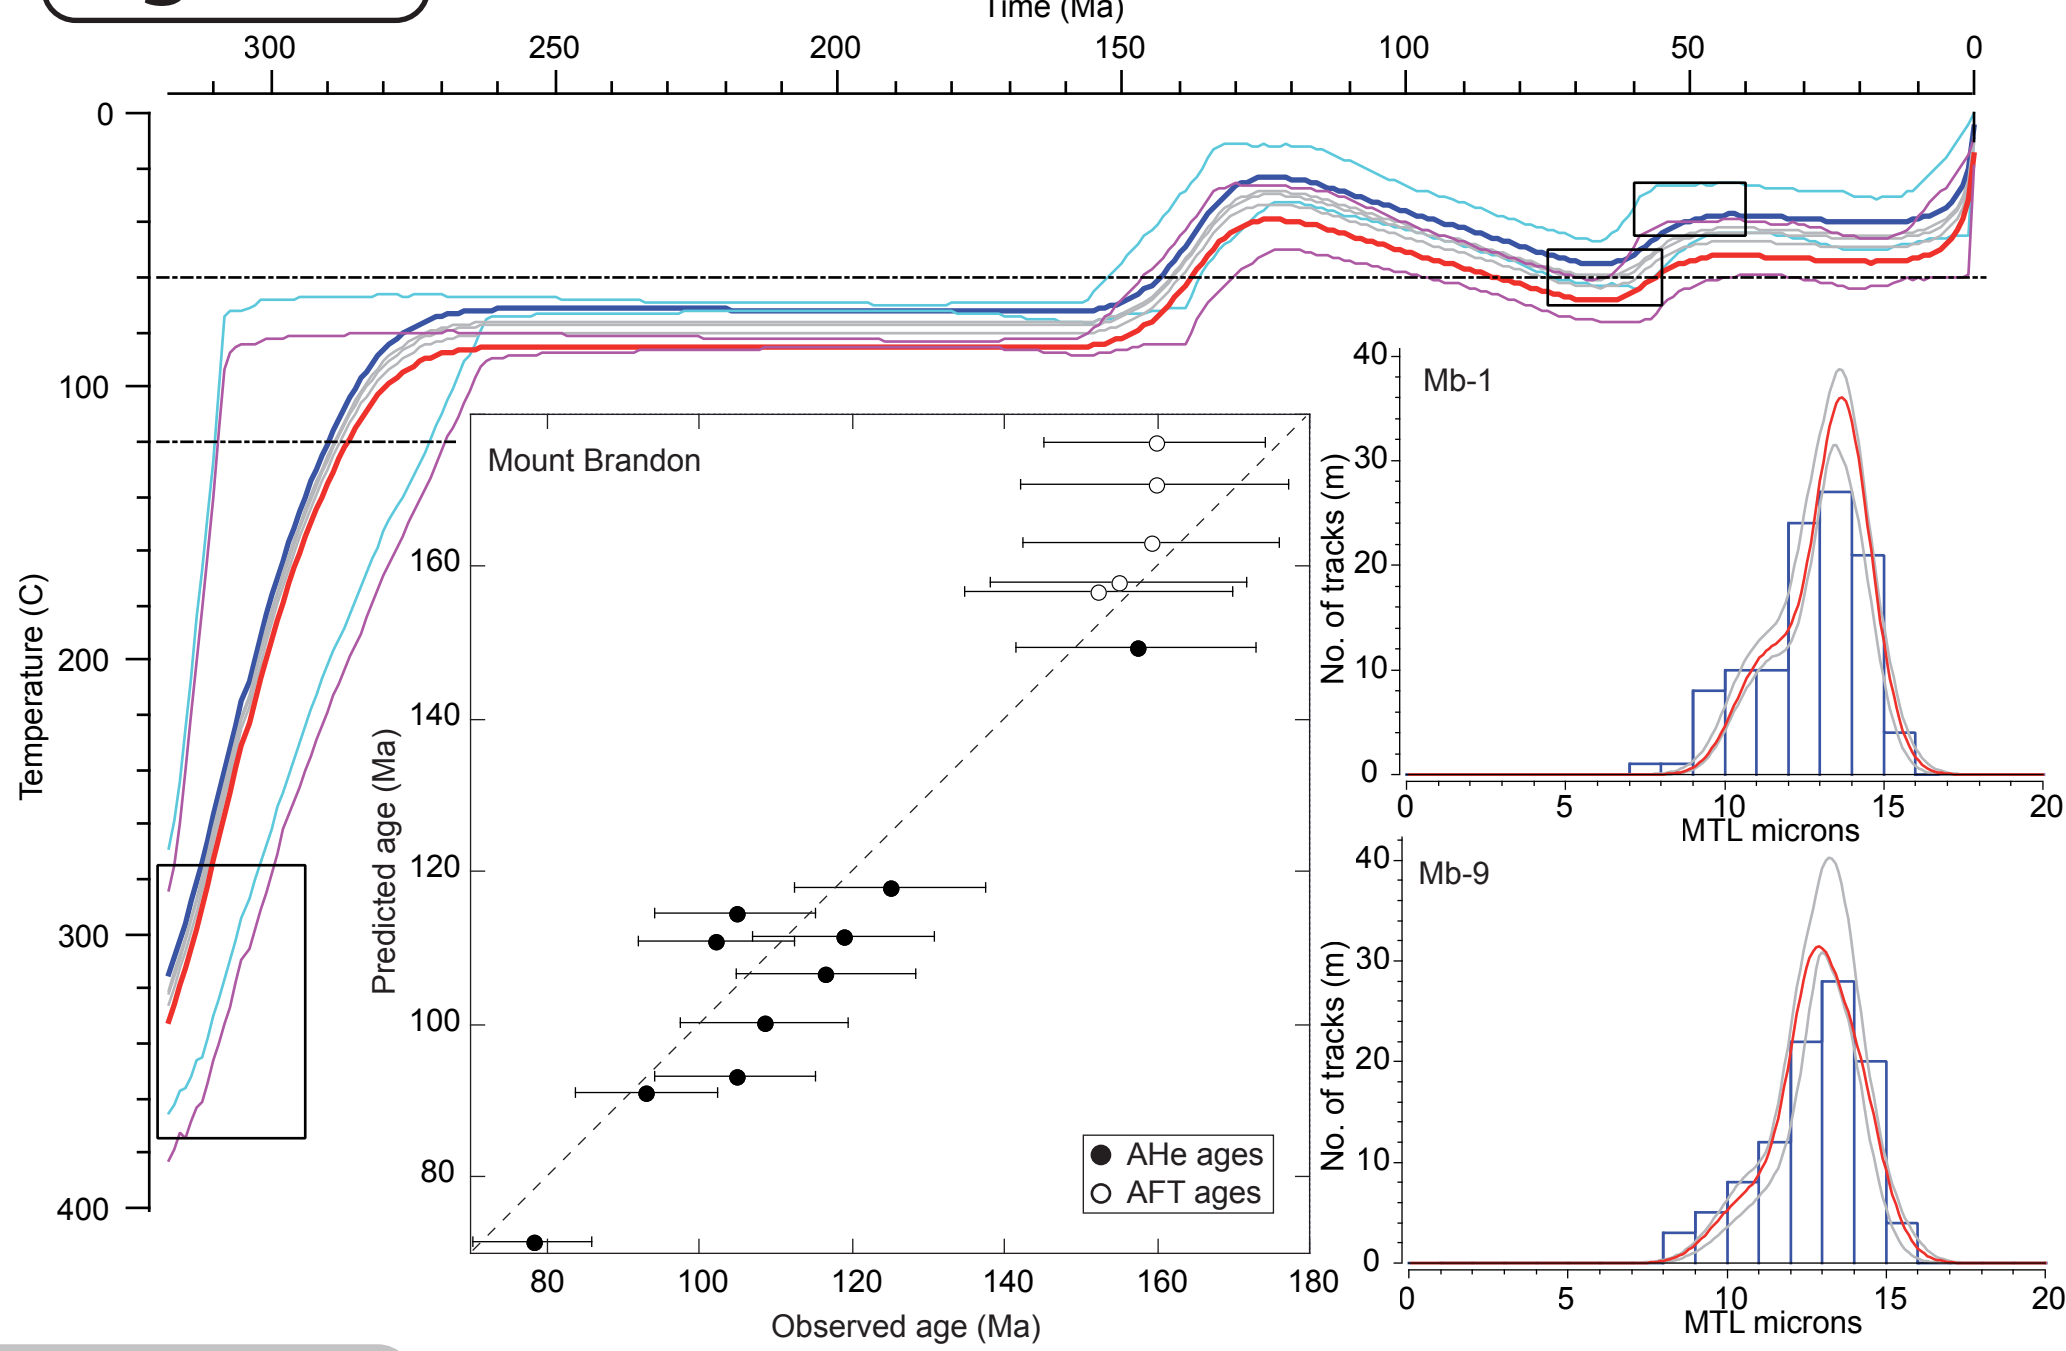 Time (Ma)
300 250 200 150 100 50 0
0
100
200
300
400
Temperature (C)
Mount Brandon
160
140
120
100
80
Predicted age (Ma)
AHe ages
AFT ages
80 100 120 140 160 180
Observed age (Ma)
Mb-1
40
30
20
10
0
No. of tracks (m)
0 5 10 15 20
MTL microns
Mb-9
40
30
20
10
0
No. of tracks (m)
0 5 10 15 20
MTL microns